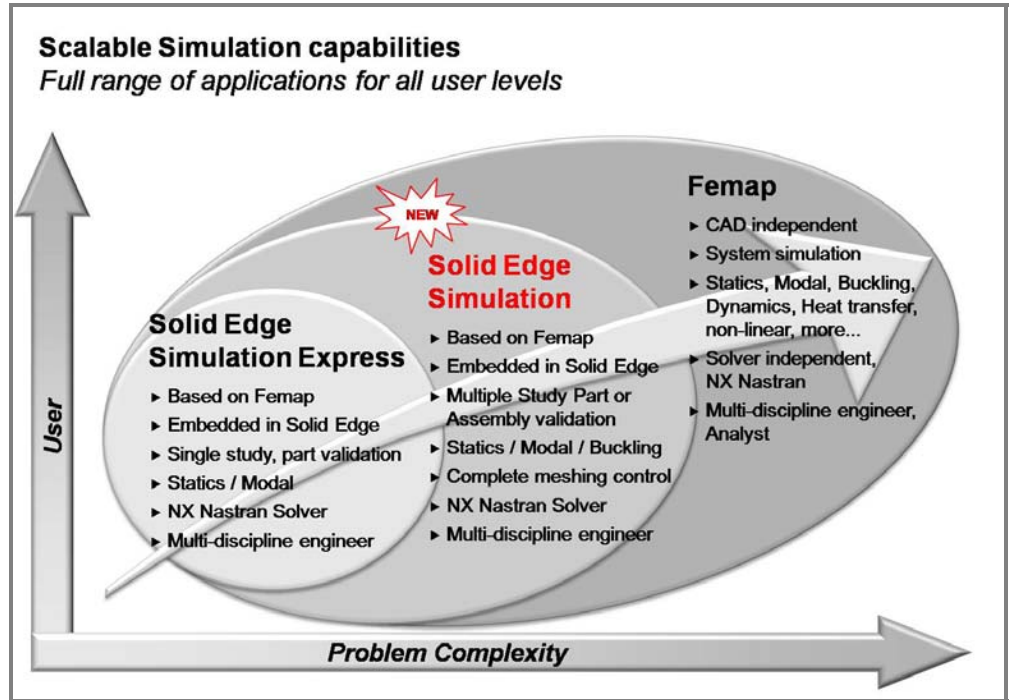 Scalable Simulation capabilities
Full range of applications for all user levels
User
Solid Edge
Simulation Express
► Based on Femap
► Embedded in Solid Edge
► Single study, part validation
► Statics / Modal
► NX Nastran Solver
► Multi-discipline engineer
NEW
Solid Edge
Simulation
► Based on Femap
► Embedded in Solid Edge
► Multiple Study Part or
Assembly validation
► Statics / Modal / Buckling
► Complete meshing control
► NX Nastran Solver
► Multi-discipline engineer
Femap
► CAD independent
► System simulation
► Statics, Modal, Buckling,
Dynamics, Heat transfer,
non-linear, more...
► Solver independent,
NX Nastran
► Multi-discipline engineer,
Analyst
Problem Complexity